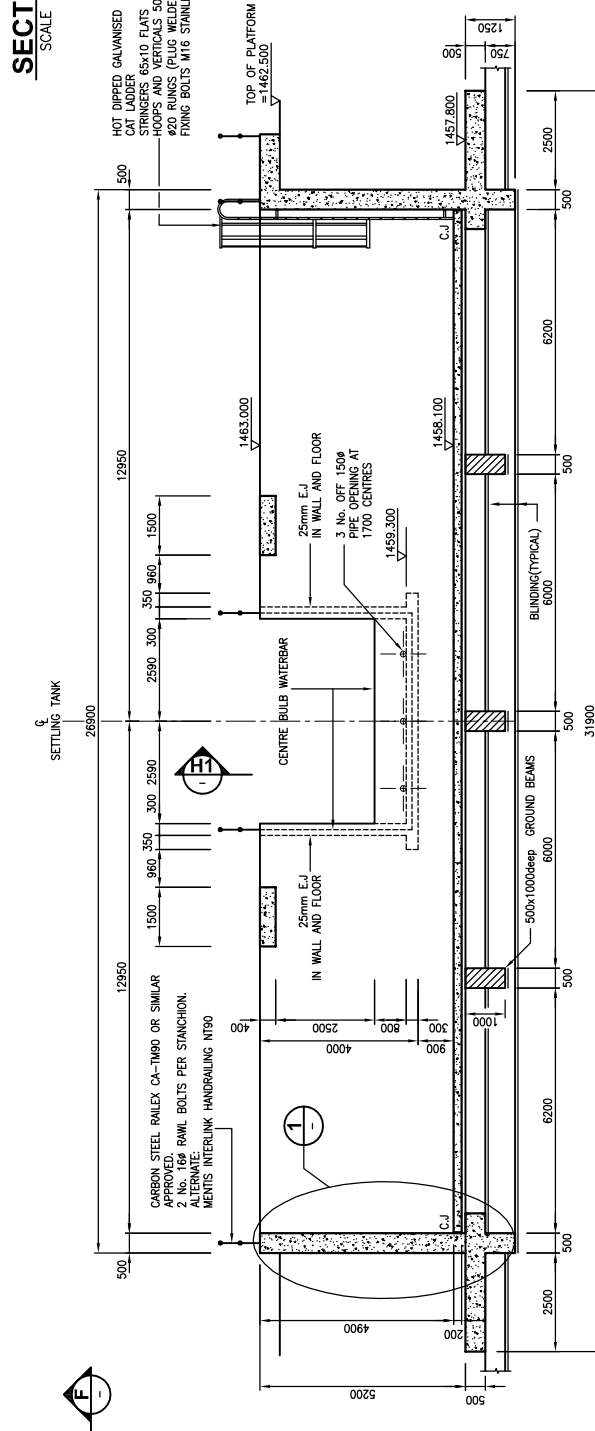 SECT
SCALE
HOT DIPPED GALVANISED
CAT LADDER
STRINGERS 65x10 FLATS
HOOPS AND VERTICALS 50
Ø20 RUNGS (PLUG WELDE
FIXING BOLTS M16 STAINL
TOP OF PLATFORM
=1462.500
℄
SETTLING TANK
26900
500
12950
12950
500
1500
960
350
300
2590
2590
300
350
960
1500
F
-
H1
-
1
-
CARBON STEEL RAILEX CA-TM90 OR SIMILAR
APPROVED.
2 No. 16Ø RAWL BOLTS PER STANCHION.
ALTERNATE:
MENTIS INTERLINK HANDRAILING NT90
1463.000
25mm E.J
IN WALL AND FLOOR
CENTRE BULB WATERBAR
25mm E.J
IN WALL AND FLOOR
3 No. OFF 150Ø
PIPE OPENING AT
1700 CENTRES
1459.300
1458.100
1457.800
400
2500
800
300
4000
900
4900
200
5200
500
1000
500
750
1250
C.J
C.J
BLINDING(TYPICAL)
500x1000deep GROUND BEAMS
2500
500
6200
500
6000
500
6000
500
6200
500
2500
31900